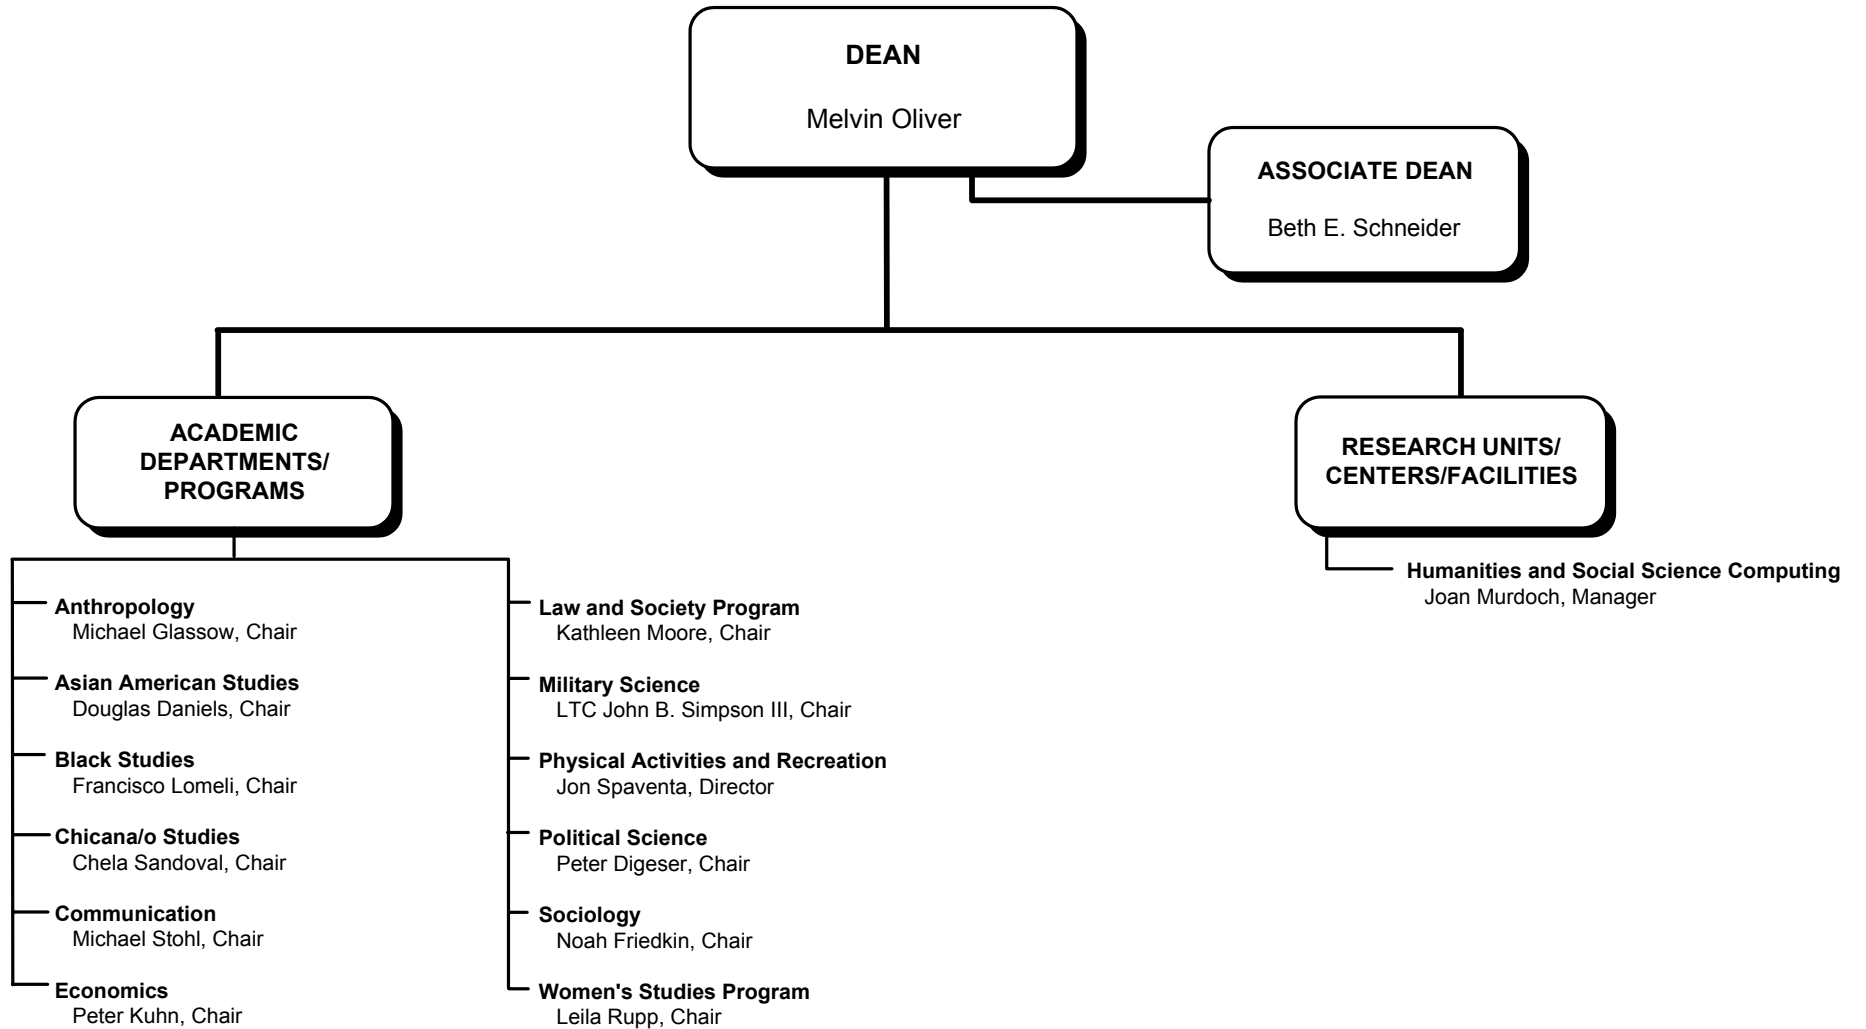 DEAN
Melvin Oliver
ASSOCIATE DEAN
Beth E. Schneider
ACADEMIC
DEPARTMENTS/
PROGRAMS
RESEARCH UNITS/
CENTERS/FACILITIES
Anthropology
Michael Glassow, Chair
Asian American Studies
Douglas Daniels, Chair
Black Studies
Francisco Lomeli, Chair
Chicana/o Studies
Chela Sandoval, Chair
Communication
Michael Stohl, Chair
Economics
Peter Kuhn, Chair
Law and Society Program
Kathleen Moore, Chair
Military Science
LTC John B. Simpson III, Chair
Physical Activities and Recreation
Jon Spaventa, Director
Political Science
Peter Digeser, Chair
Sociology
Noah Friedkin, Chair
Women's Studies Program
Leila Rupp, Chair
Humanities and Social Science Computing
Joan Murdoch, Manager